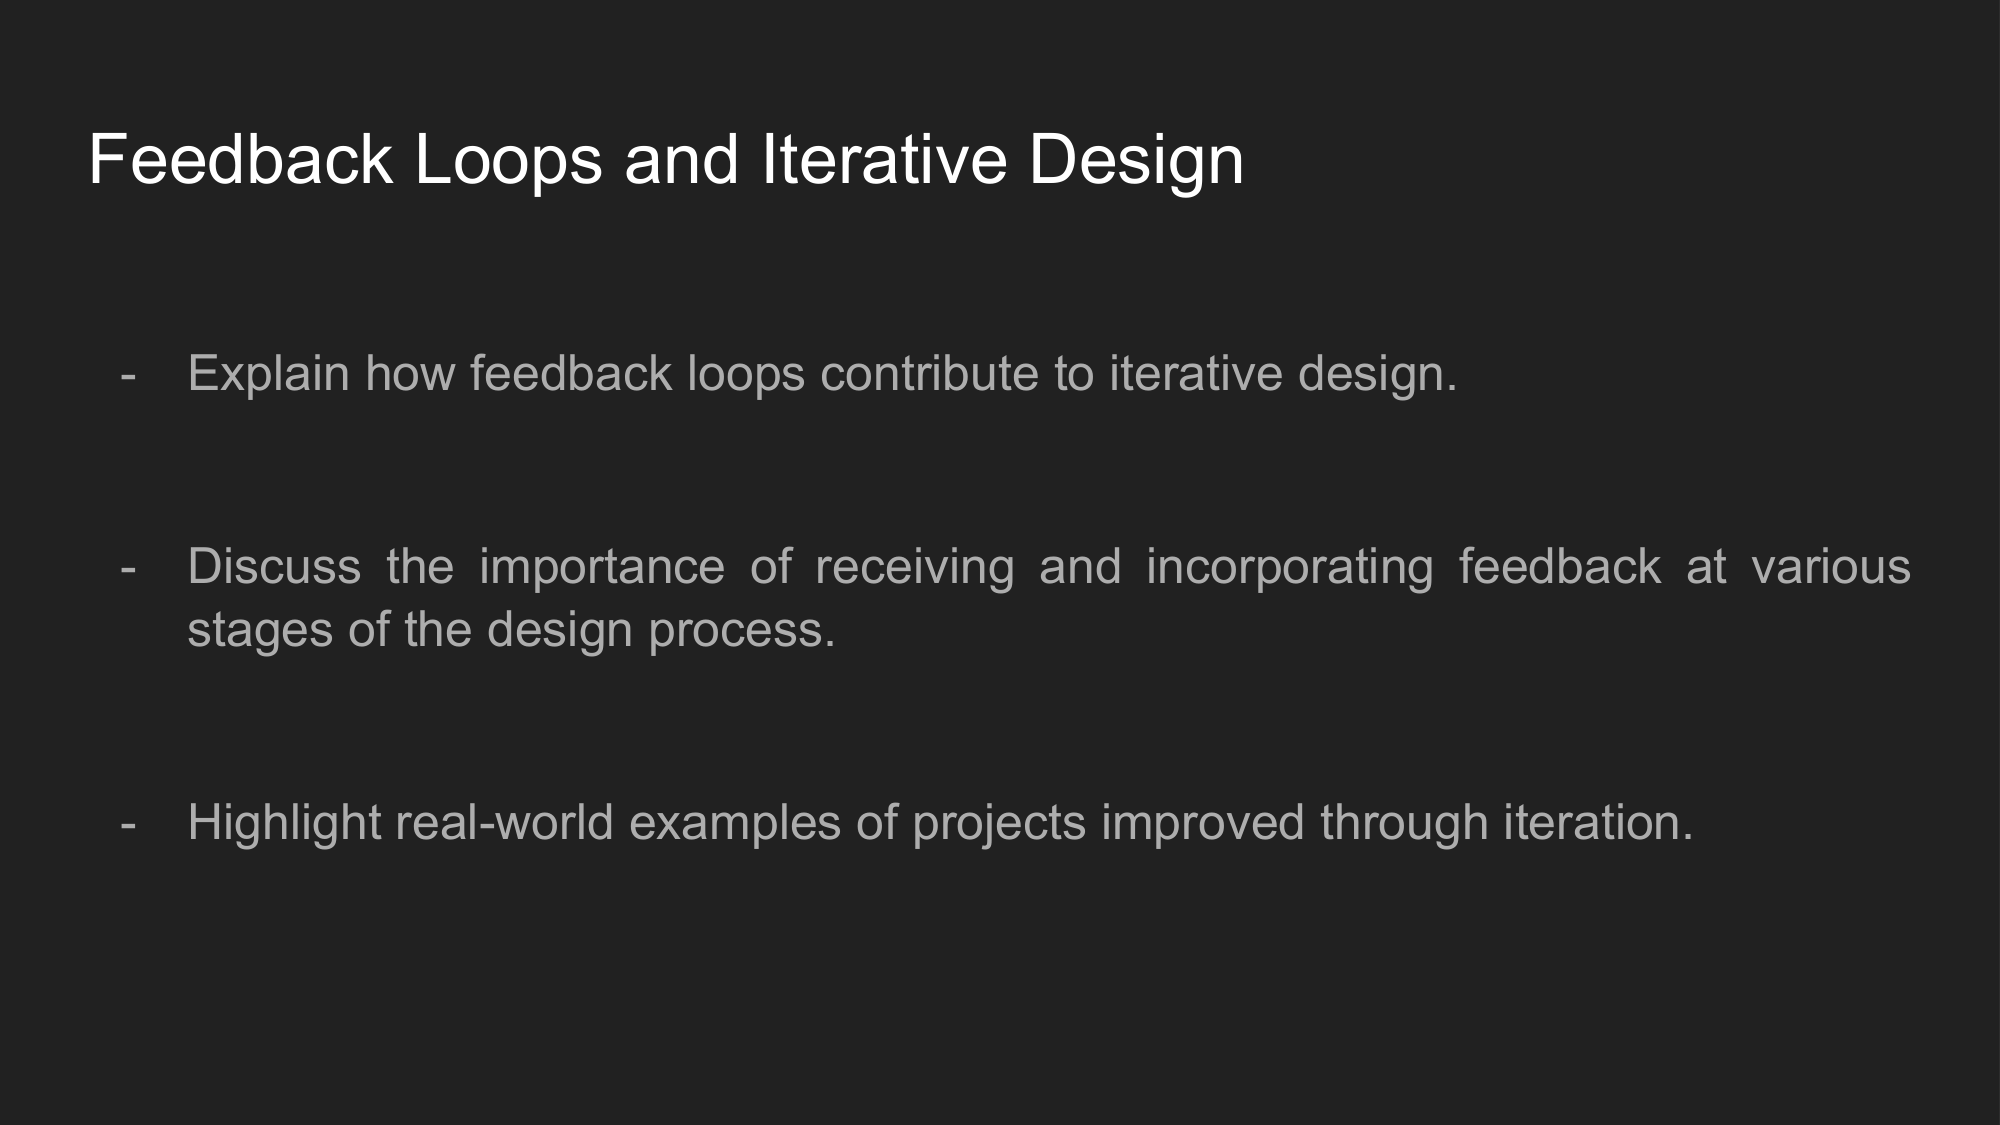 Feedback Loops and Iterative Design
- Explain how feedback loops contribute to iterative design.
- Discuss the importance of receiving and incorporating feedback at various
stages of the design process.
- Highlight real-world examples of projects improved through iteration.